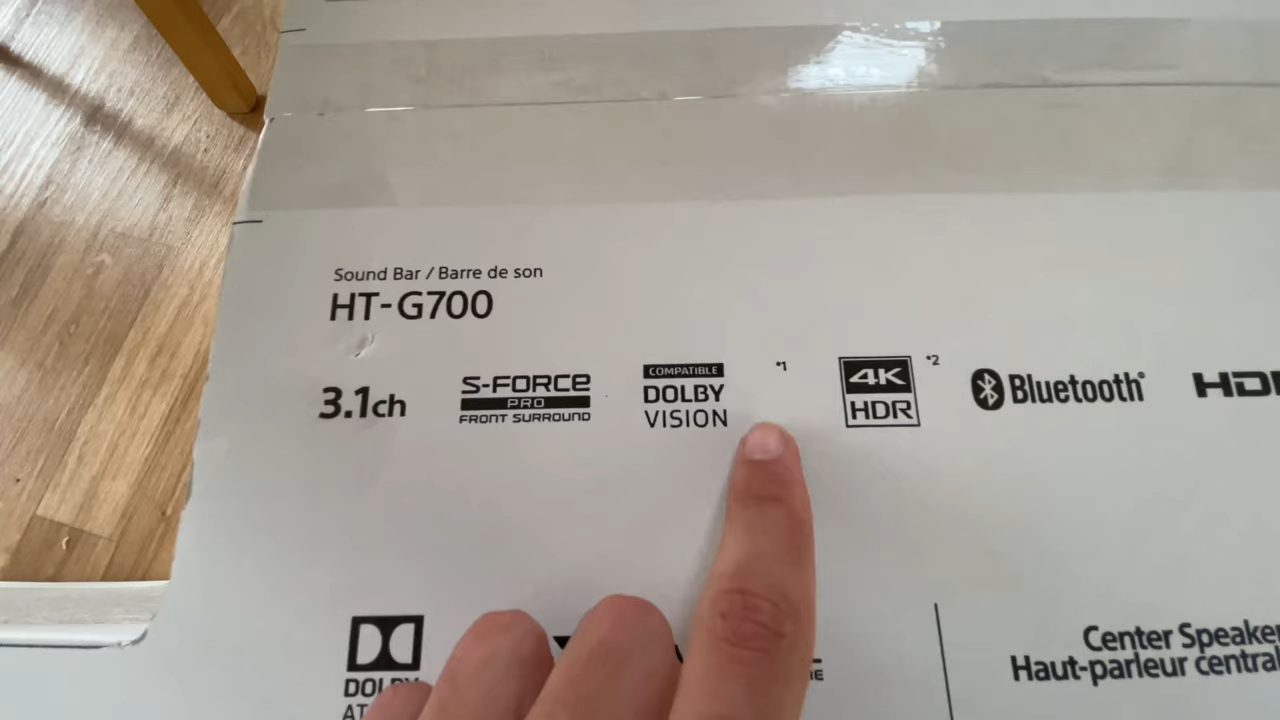 Sound Bar / Barre de son
HT-G700
3.1ch
S-FORCE
PRO
FRONT SURROUND
COMPATIBLE
DOLBY
VISION
*1
4K
HDR
*2
Bluetooth®
Center Speaker
Haut-parleur central